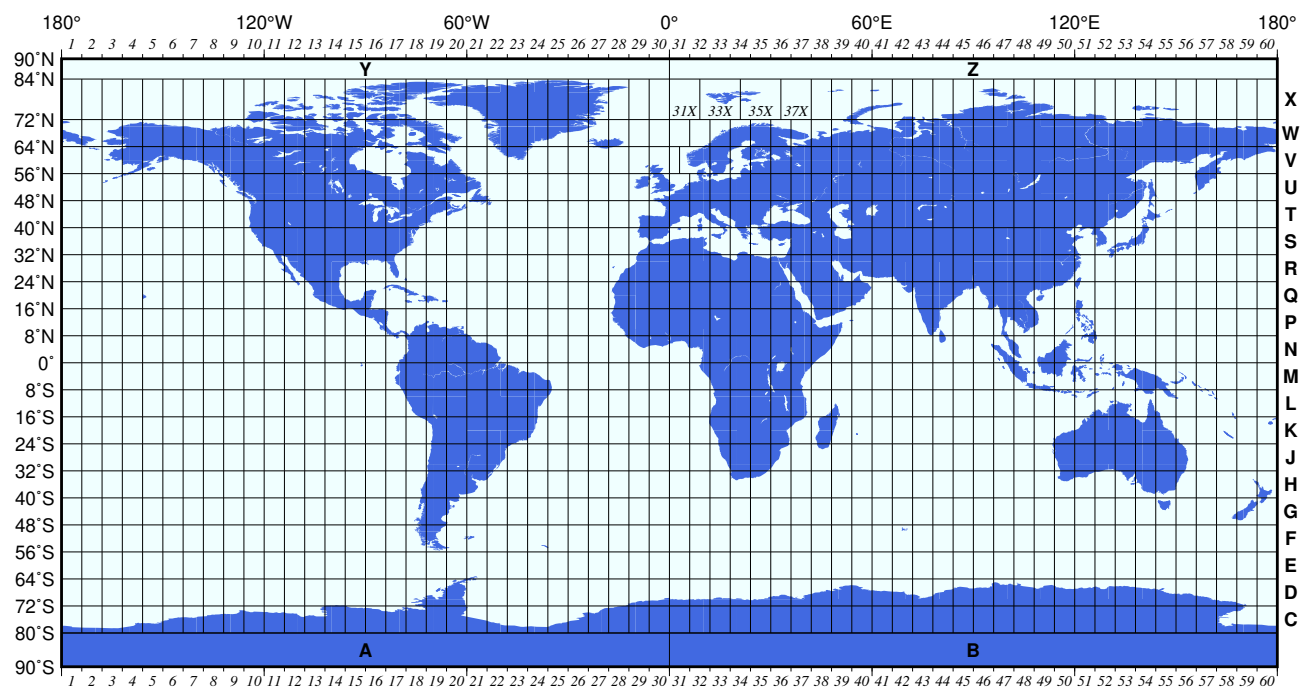 180° 120°W 60°W 0° 60°E 120°E 180°
1 2 3 4 5 6 7 8 9 10 11 12 13 14 15 16 17 18 19 20 21 22 23 24 25 26 27 28 29 30 31 32 33 34 35 36 37 38 39 40 41 42 43 44 45 46 47 48 49 50 51 52 53 54 55 56 57 58 59 60
90˚N
Y Z
84˚N
X
31X 33X 35X 37X
72˚N
W
64˚N
V
56˚N
U
48˚N
T
40˚N
S
32˚N
R
24˚N
Q
16˚N
P
8˚N
N
0˚
M
8˚S
L
16˚S
K
24˚S
J
32˚S
H
40˚S
G
48˚S
F
56˚S
E
64˚S
D
72˚S
C
80˚S
A B
90˚S
1 2 3 4 5 6 7 8 9 10 11 12 13 14 15 16 17 18 19 20 21 22 23 24 25 26 27 28 29 30 31 32 33 34 35 36 37 38 39 40 41 42 43 44 45 46 47 48 49 50 51 52 53 54 55 56 57 58 59 60